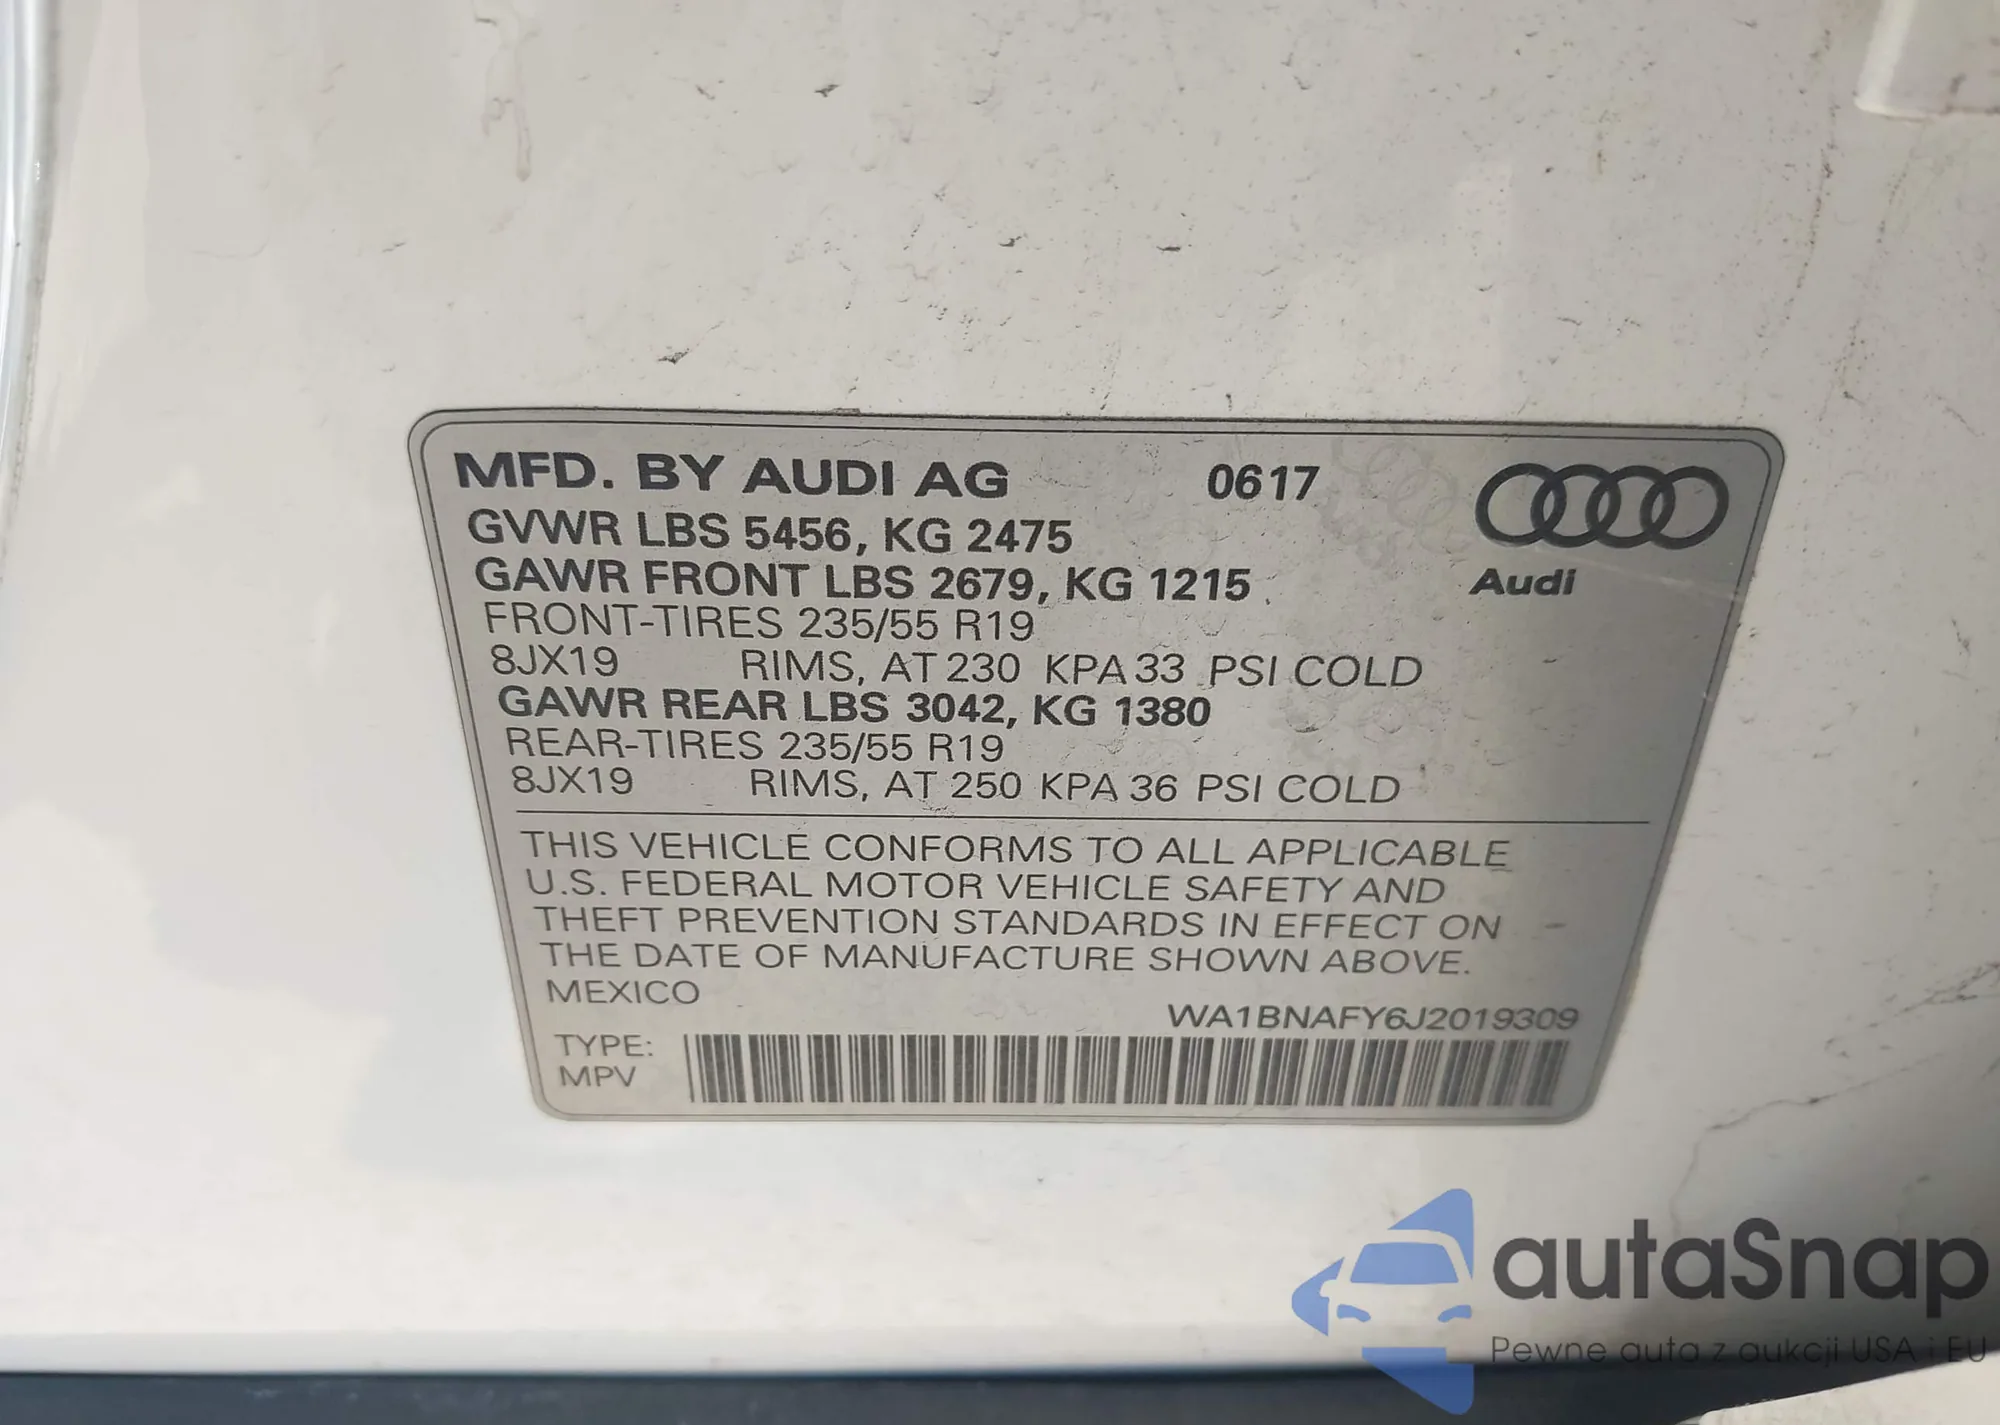 MFD. BY AUDI AG 0617
GVWR LBS 5456, KG 2475
GAWR FRONT LBS 2679, KG 1215
Audi
FRONT-TIRES 235/55 R19
8JX19 RIMS, AT 230 KPA 33 PSI COLD
GAWR REAR LBS 3042, KG 1380
REAR-TIRES 235/55 R19
8JX19 RIMS, AT 250 KPA 36 PSI COLD
THIS VEHICLE CONFORMS TO ALL APPLICABLE
U.S. FEDERAL MOTOR VEHICLE SAFETY AND
THEFT PREVENTION STANDARDS IN EFFECT ON
THE DATE OF MANUFACTURE SHOWN ABOVE.
MEXICO
WA1BNAFY6J2019309
TYPE:
MPV
autaSnap
Pewne auta z aukcji USA i EU